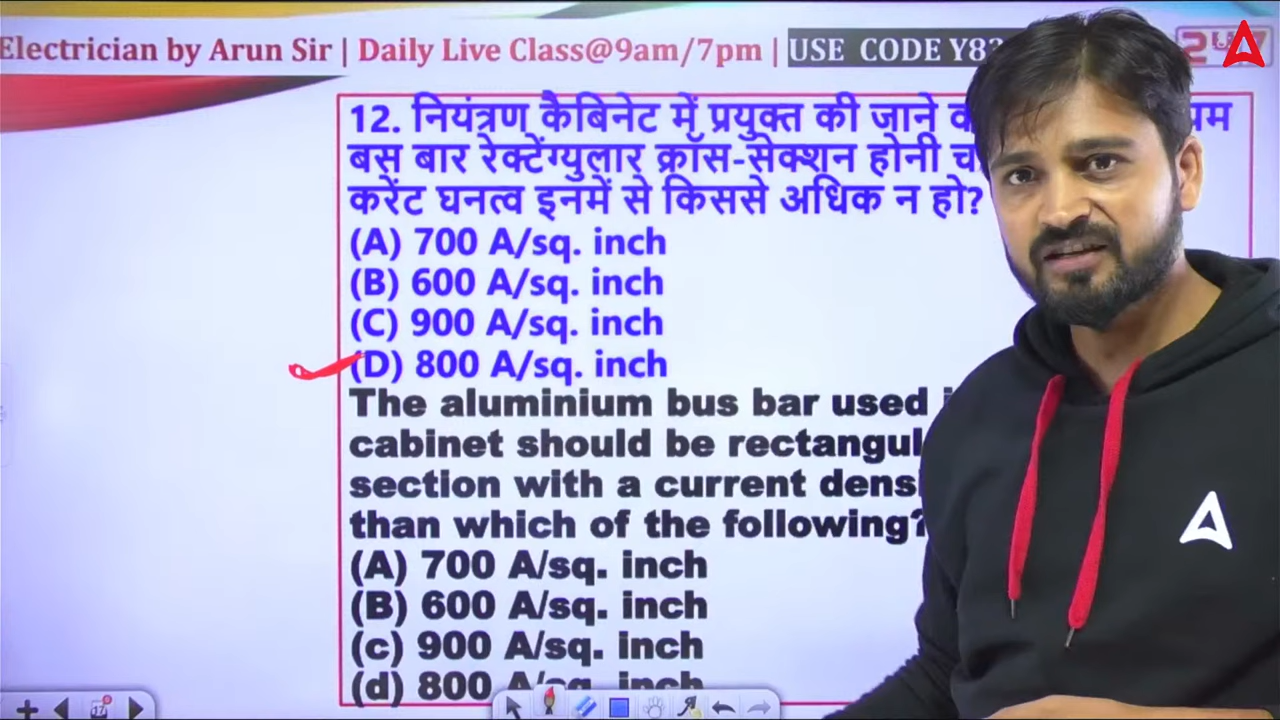 Electrician by Arun Sir | Daily Live Class@9am/7pm | USE CODE
12. नियंत्रण कैबिनेट में प्रयुक्त की जाने
बस बार रेक्टेंग्युलार क्रॉस-सेक्शन होनी
करेंट घनत्व इनमें से किससे अधिक न हो?
(A) 700 A/sq. inch
(B) 600 A/sq. inch
(C) 900 A/sq. inch
(D) 800 A/sq. inch
The aluminium bus bar used
cabinet should be
section with a current
than which of the following?
(A) 700 A/sq. inch
(B) 600 A/sq. inch
(c) 900 A/sq. inch
(d) 800 A/sq. inch
17